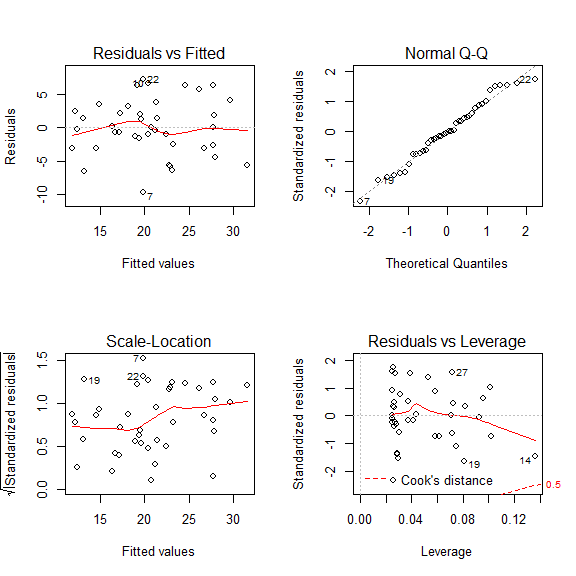 Residuals vs Fitted
Residuals
-10 -5 0 5
22
7
15 20 25 30
Fitted values
Normal Q-Q
Standardized residuals
-2 -1 0 1 2
22
19
7
-2 -1 0 1 2
Theoretical Quantiles
Scale-Location
√|Standardized residuals|
0.0 0.5 1.0 1.5
7
22
19
15 20 25 30
Fitted values
Residuals vs Leverage
Standardized residuals
-2 -1 0 1 2
27
19
14
0.5
Cook's distance
0.00 0.04 0.08 0.12
Leverage